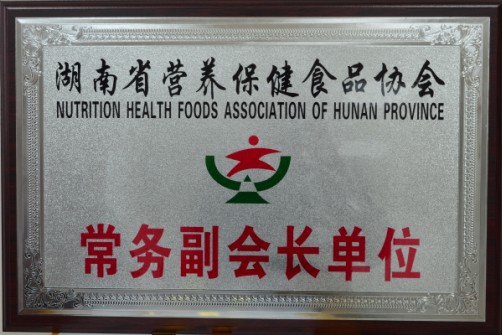 湖南省营养保健食品协会
NUTRITION HEALTH FOODS ASSOCIATION OF HUNAN PROVINCE
常务副会长单位